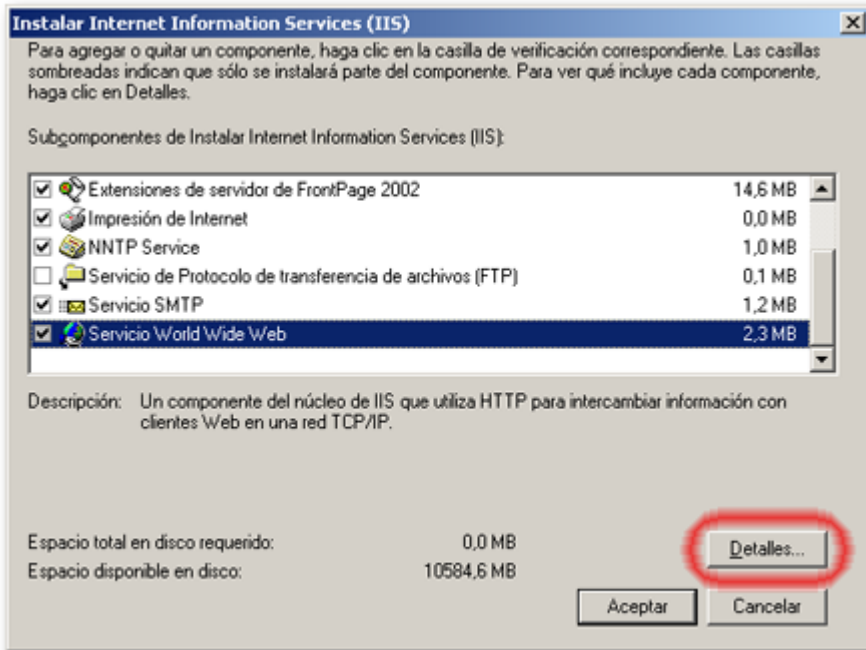 Instalar Internet Information Services (IIS)
Para agregar o quitar un componente, haga clic en la casilla de verificación correspondiente. Las casillas
sombreadas indican que sólo se instalará parte del componente. Para ver qué incluye cada componente,
haga clic en Detalles.
Subcomponentes de Instalar Internet Information Services (IIS):
Extensiones de servidor de FrontPage 2002 14,6 MB
Impresión de Internet 0,0 MB
NNTP Service 1,0 MB
Servicio de Protocolo de transferencia de archivos (FTP) 0,1 MB
Servicio SMTP 1,2 MB
Servicio World Wide Web 2,3 MB
Descripción: Un componente del núcleo de IIS que utiliza HTTP para intercambiar información con
clientes Web en una red TCP/IP.
Espacio total en disco requerido: 0,0 MB
Espacio disponible en disco: 10584,6 MB
Detalles...
Aceptar Cancelar